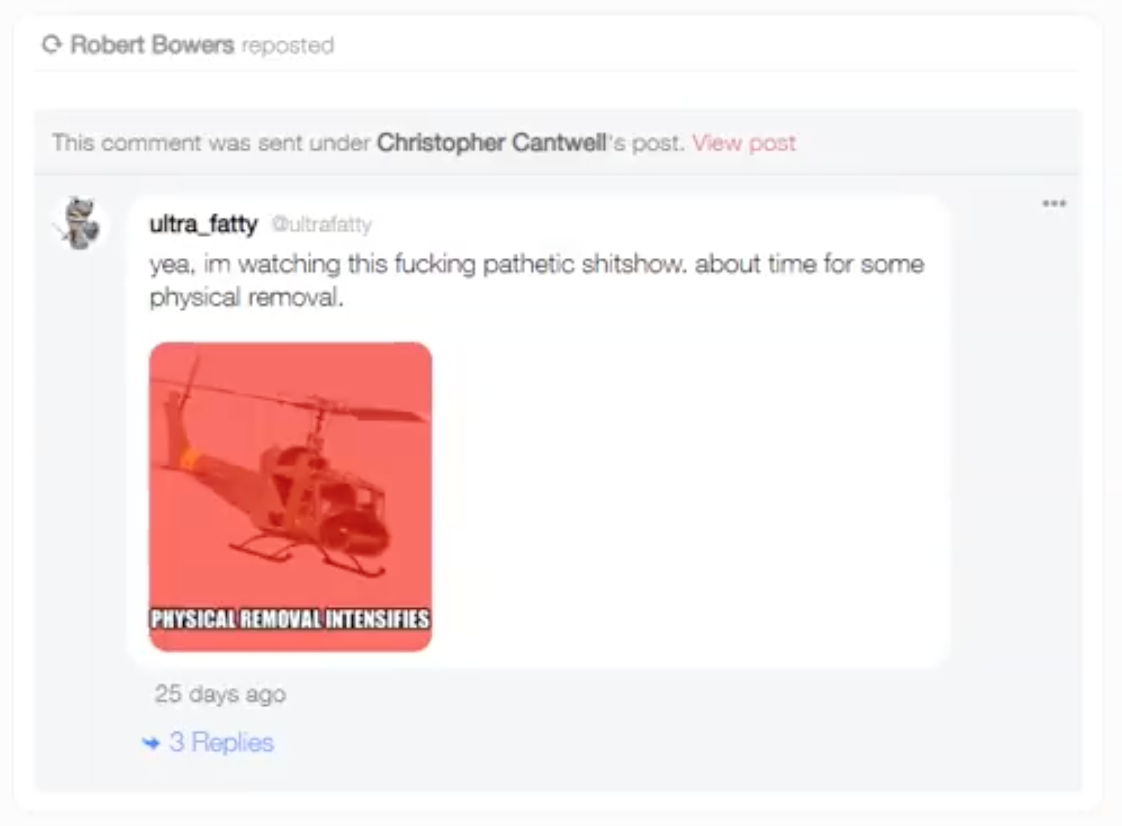 Robert Bowers reposted
This comment was sent under Christopher Cantwell's post. View post
ultra_fatty @ultrafatty
yea, im watching this fucking pathetic shitshow. about time for some
physical removal.
PHYSICAL REMOVAL INTENSIFIES
25 days ago
3 Replies